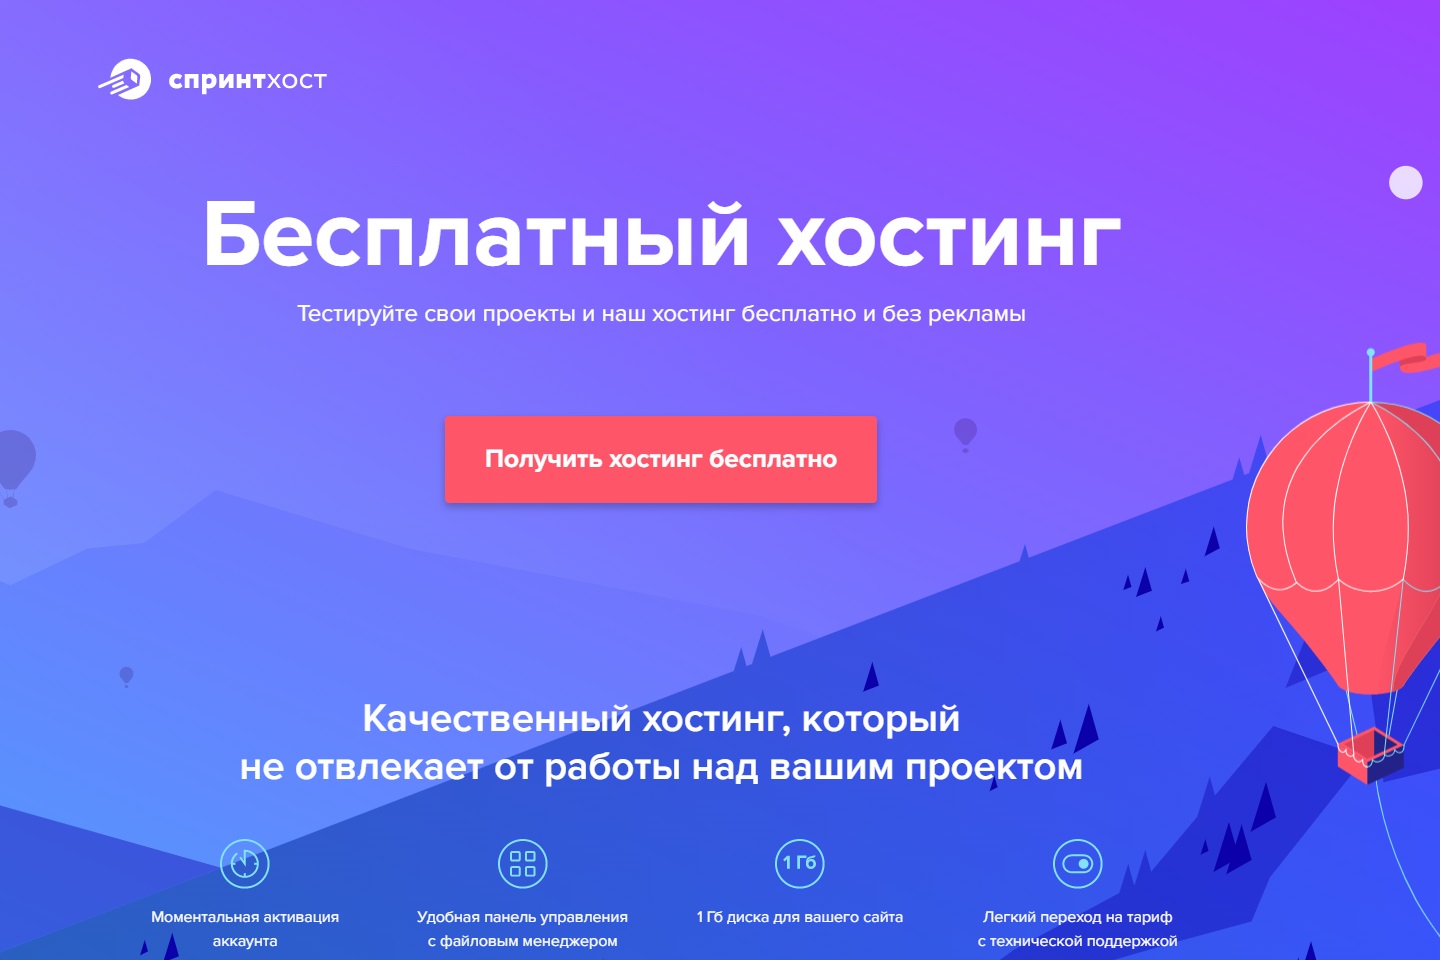 спринтхост
Бесплатный хостинг
Тестируйте свои проекты и наш хостинг бесплатно и без рекламы
Получить хостинг бесплатно
Качественный хостинг, который
не отвлекает от работы над вашим проектом
1 Гб
Моментальная активация
аккаунта
Удобная панель управления
с файловым менеджером
1 Гб диска для вашего сайта
Легкий переход на тариф
с технической поддержкой